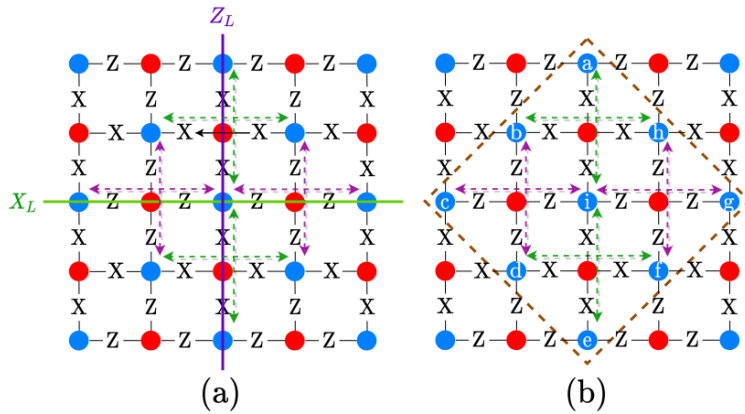 Z_L
Z Z Z Z Z Z a Z Z
X Z X Z X X Z X Z X
X X X X X b X X h X
X Z X Z X X Z X Z X
X_L Z Z Z Z c Z Z i Z Z g
X Z X Z X X Z X Z X
X X X X X d X X f X
X Z X Z X X Z X Z X
Z Z Z Z Z Z e Z Z
(a) (b)